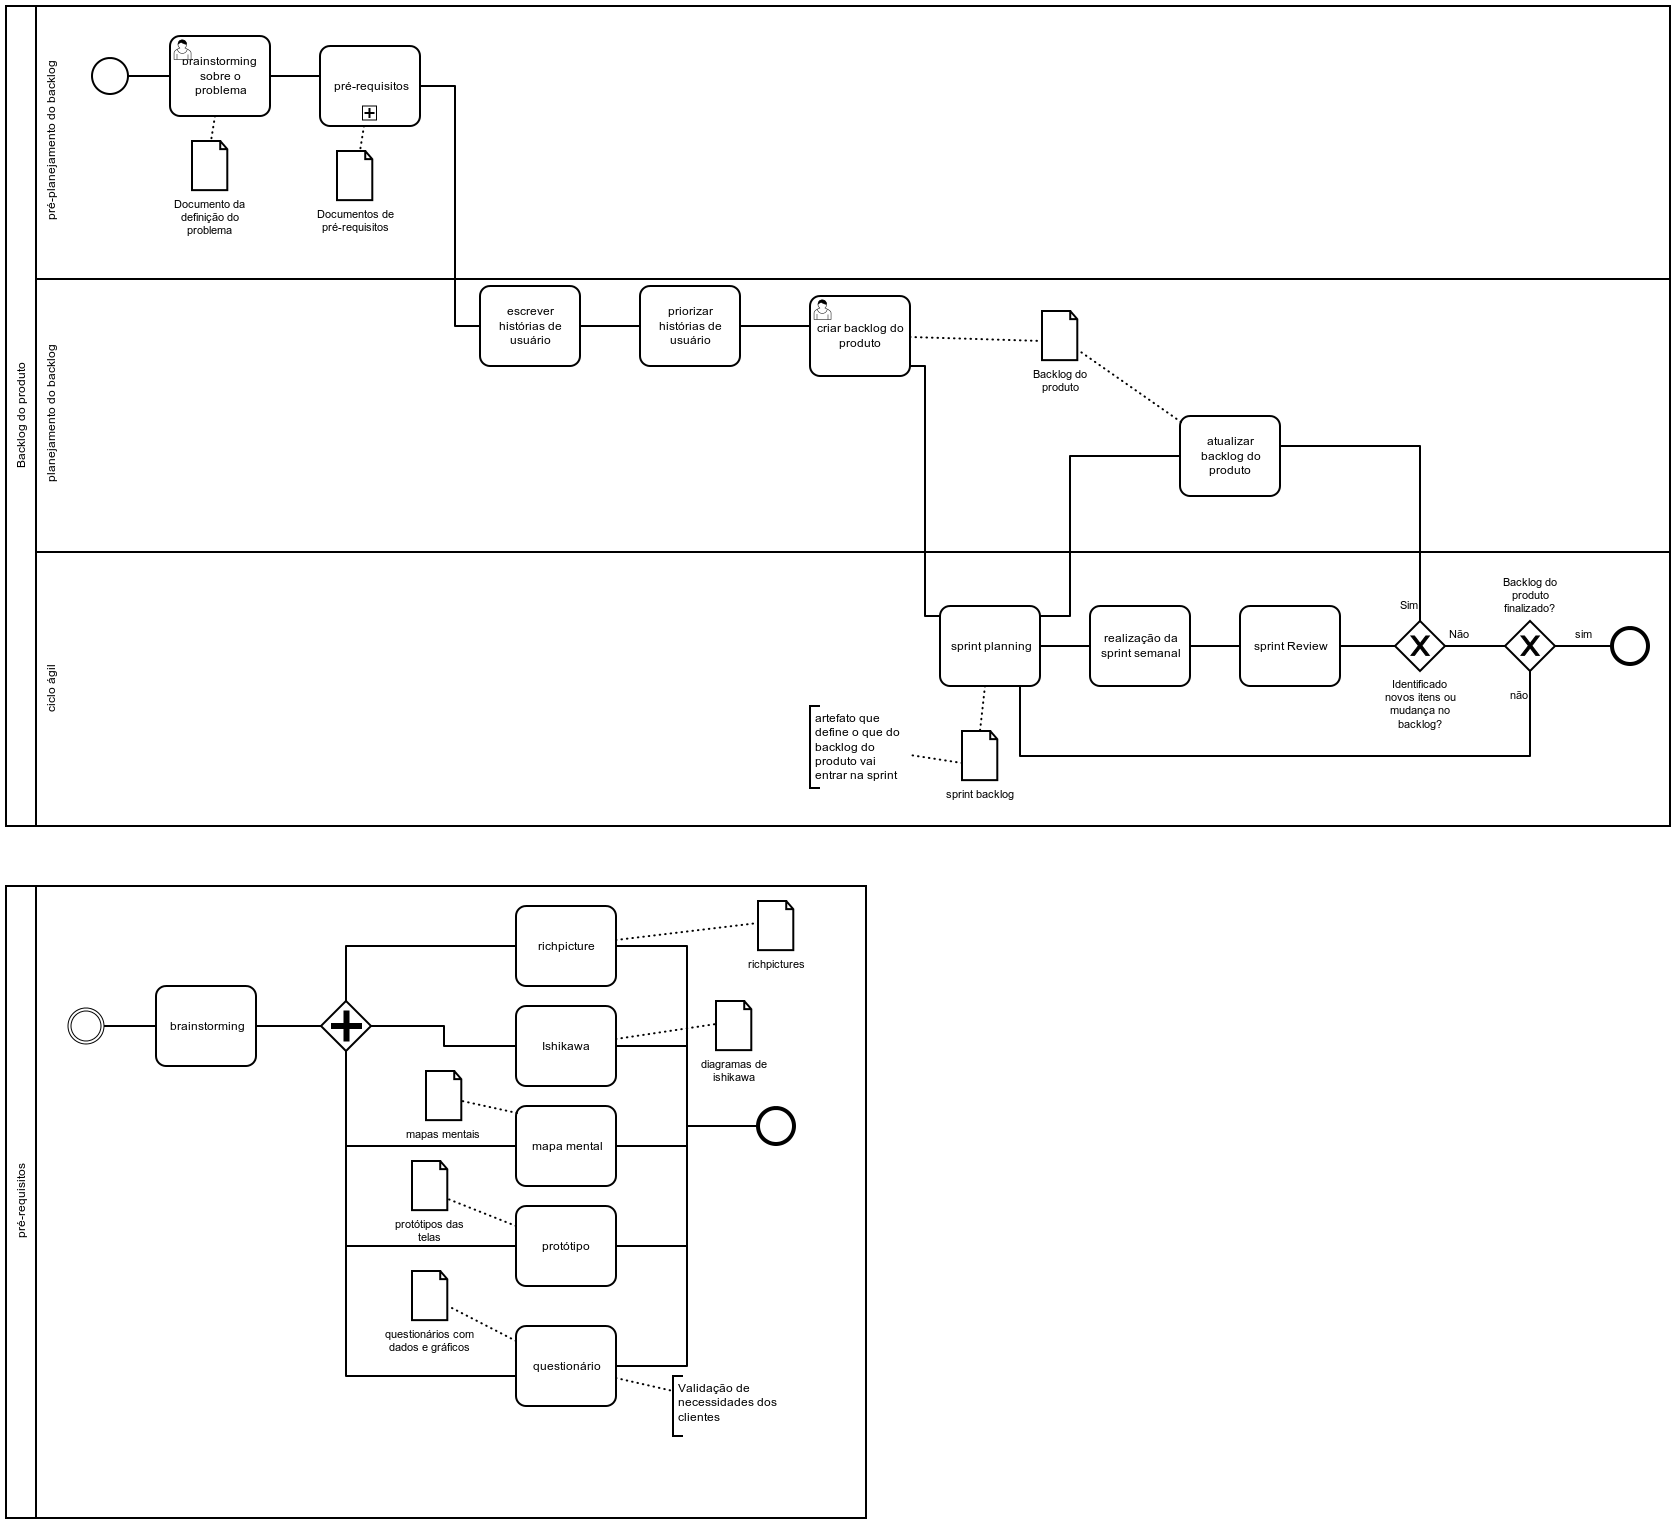 Backlog do produto
pré-planejamento do backlog
brainstorming
sobre o
problema
pré-requisitos
Documento da
definição do
problema
Documentos de
pré-requisitos
planejamento do backlog
escrever
histórias de
usuário
priorizar
histórias de
usuário
criar backlog do
produto
Backlog do
produto
atualizar
backlog do
produto
ciclo ágil
sprint planning
realização da
sprint semanal
sprint Review
Sim
Não
Identificado
novos itens ou
mudança no
backlog?
Backlog do
produto
finalizado?
sim
não
artefato que
define o que do
backlog do
produto vai
entrar na sprint
sprint backlog
pré-requisitos
brainstorming
richpicture
richpictures
Ishikawa
diagramas de
ishikawa
mapas mentais
mapa mental
protótipos das
telas
protótipo
questionários com
dados e gráficos
questionário
Validação de
necessidades dos
clientes